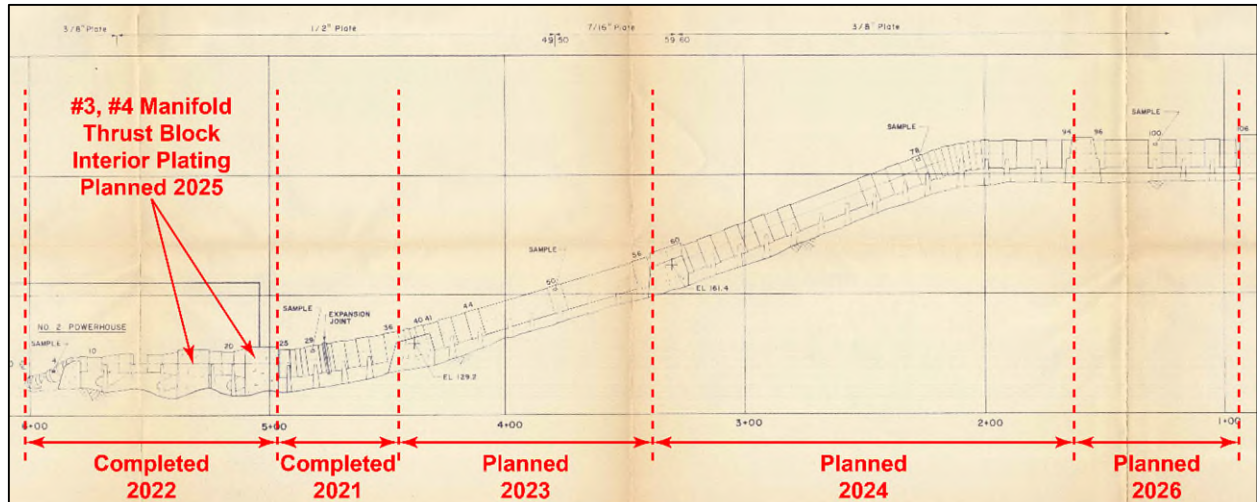 3/8" Plate
1/2" Plate
49 50
7/16" Plate
59 60
3/8" Plate
#3, #4 Manifold
Thrust Block
Interior Plating
Planned 2025
SAMPLE
94
96
SAMPLE
100
106
78
SAMPLE
56
60
50
EL 161.4
NO. 2 POWERHOUSE
SAMPLE
4
10
20
25
SAMPLE
28
EXPANSION
JOINT
36
40 41
44
EL 129.2
6+00
5+00
4+00
3+00
2+00
1+00
Completed
2022
Completed
2021
Planned
2023
Planned
2024
Planned
2026